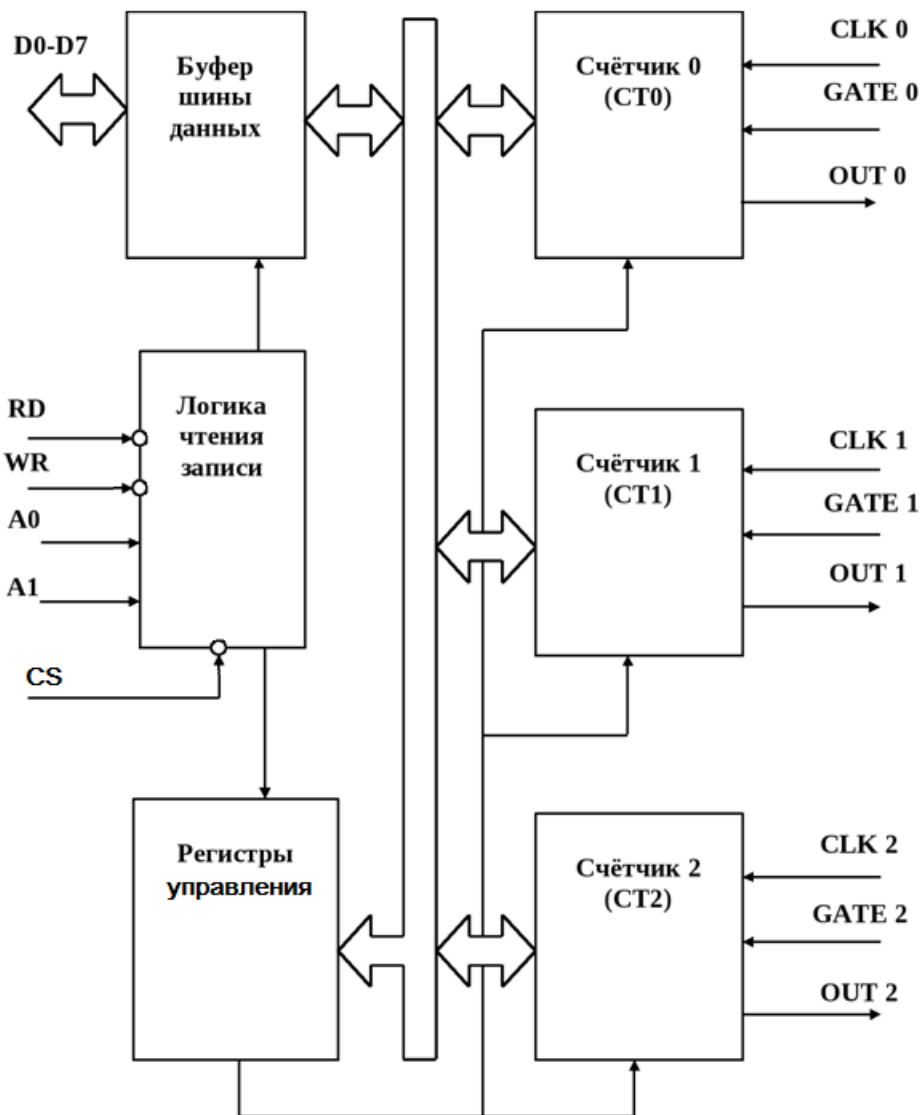 D0-D7
Буфер
шины
данных
Счётчик 0
(CT0)
CLK 0
GATE 0
OUT 0
RD
WR
A0
A1
CS
Логика
чтения
записи
Счётчик 1
(CT1)
CLK 1
GATE 1
OUT 1
Регистры
управления
Счётчик 2
(CT2)
CLK 2
GATE 2
OUT 2